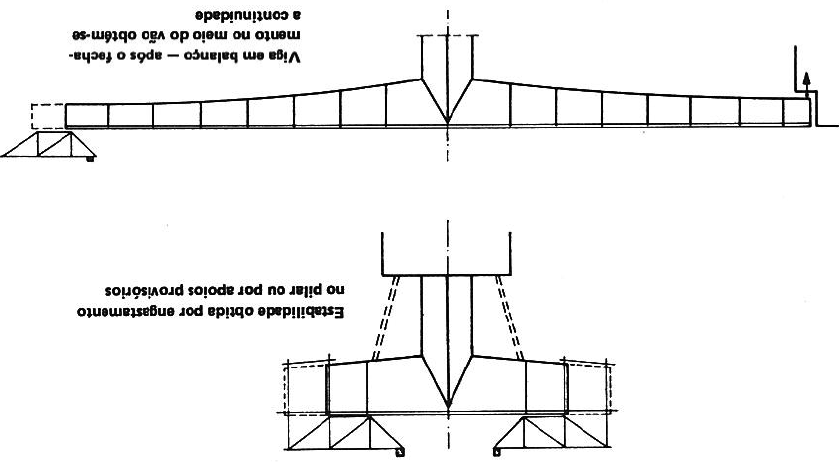 Estabilidade obtida por engastamento
no pilar ou por apoios provisórios
Viga em balanço — após o fecha-
mento no meio do vão obtêm-se
a continuidade